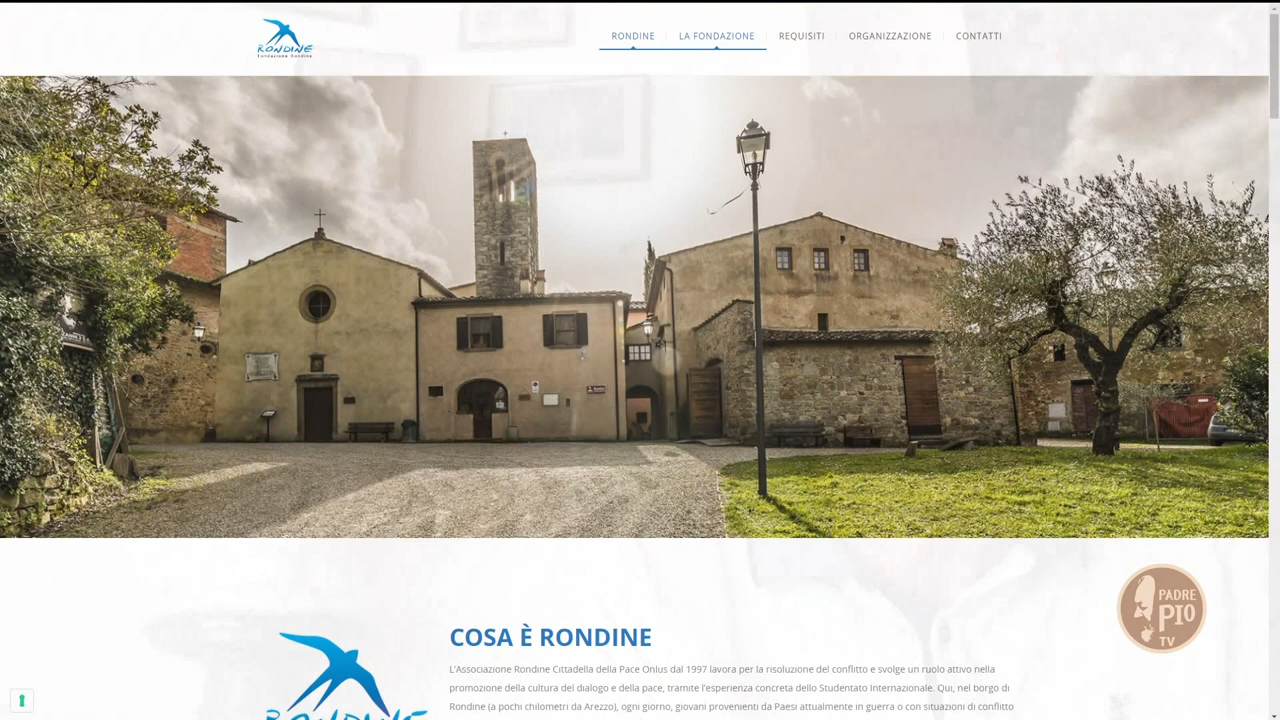 RONDINE
Fondazione Rondine
RONDINE
LA FONDAZIONE
REQUISITI
ORGANIZZAZIONE
CONTATTI
PADRE
PIO
TV
COSA È RONDINE
L'Associazione Rondine Cittadella della Pace Onlus dal 1997 lavora per la risoluzione del conflitto e svolge un ruolo attivo nella
promozione della cultura del dialogo e della pace, tramite l'esperienza concreta dello Studentato Internazionale. Qui, nel borgo di
Rondine (a pochi chilometri da Arezzo), ogni giorno, giovani provenienti da Paesi attualmente in guerra o con situazioni di conflitto
RONDINE